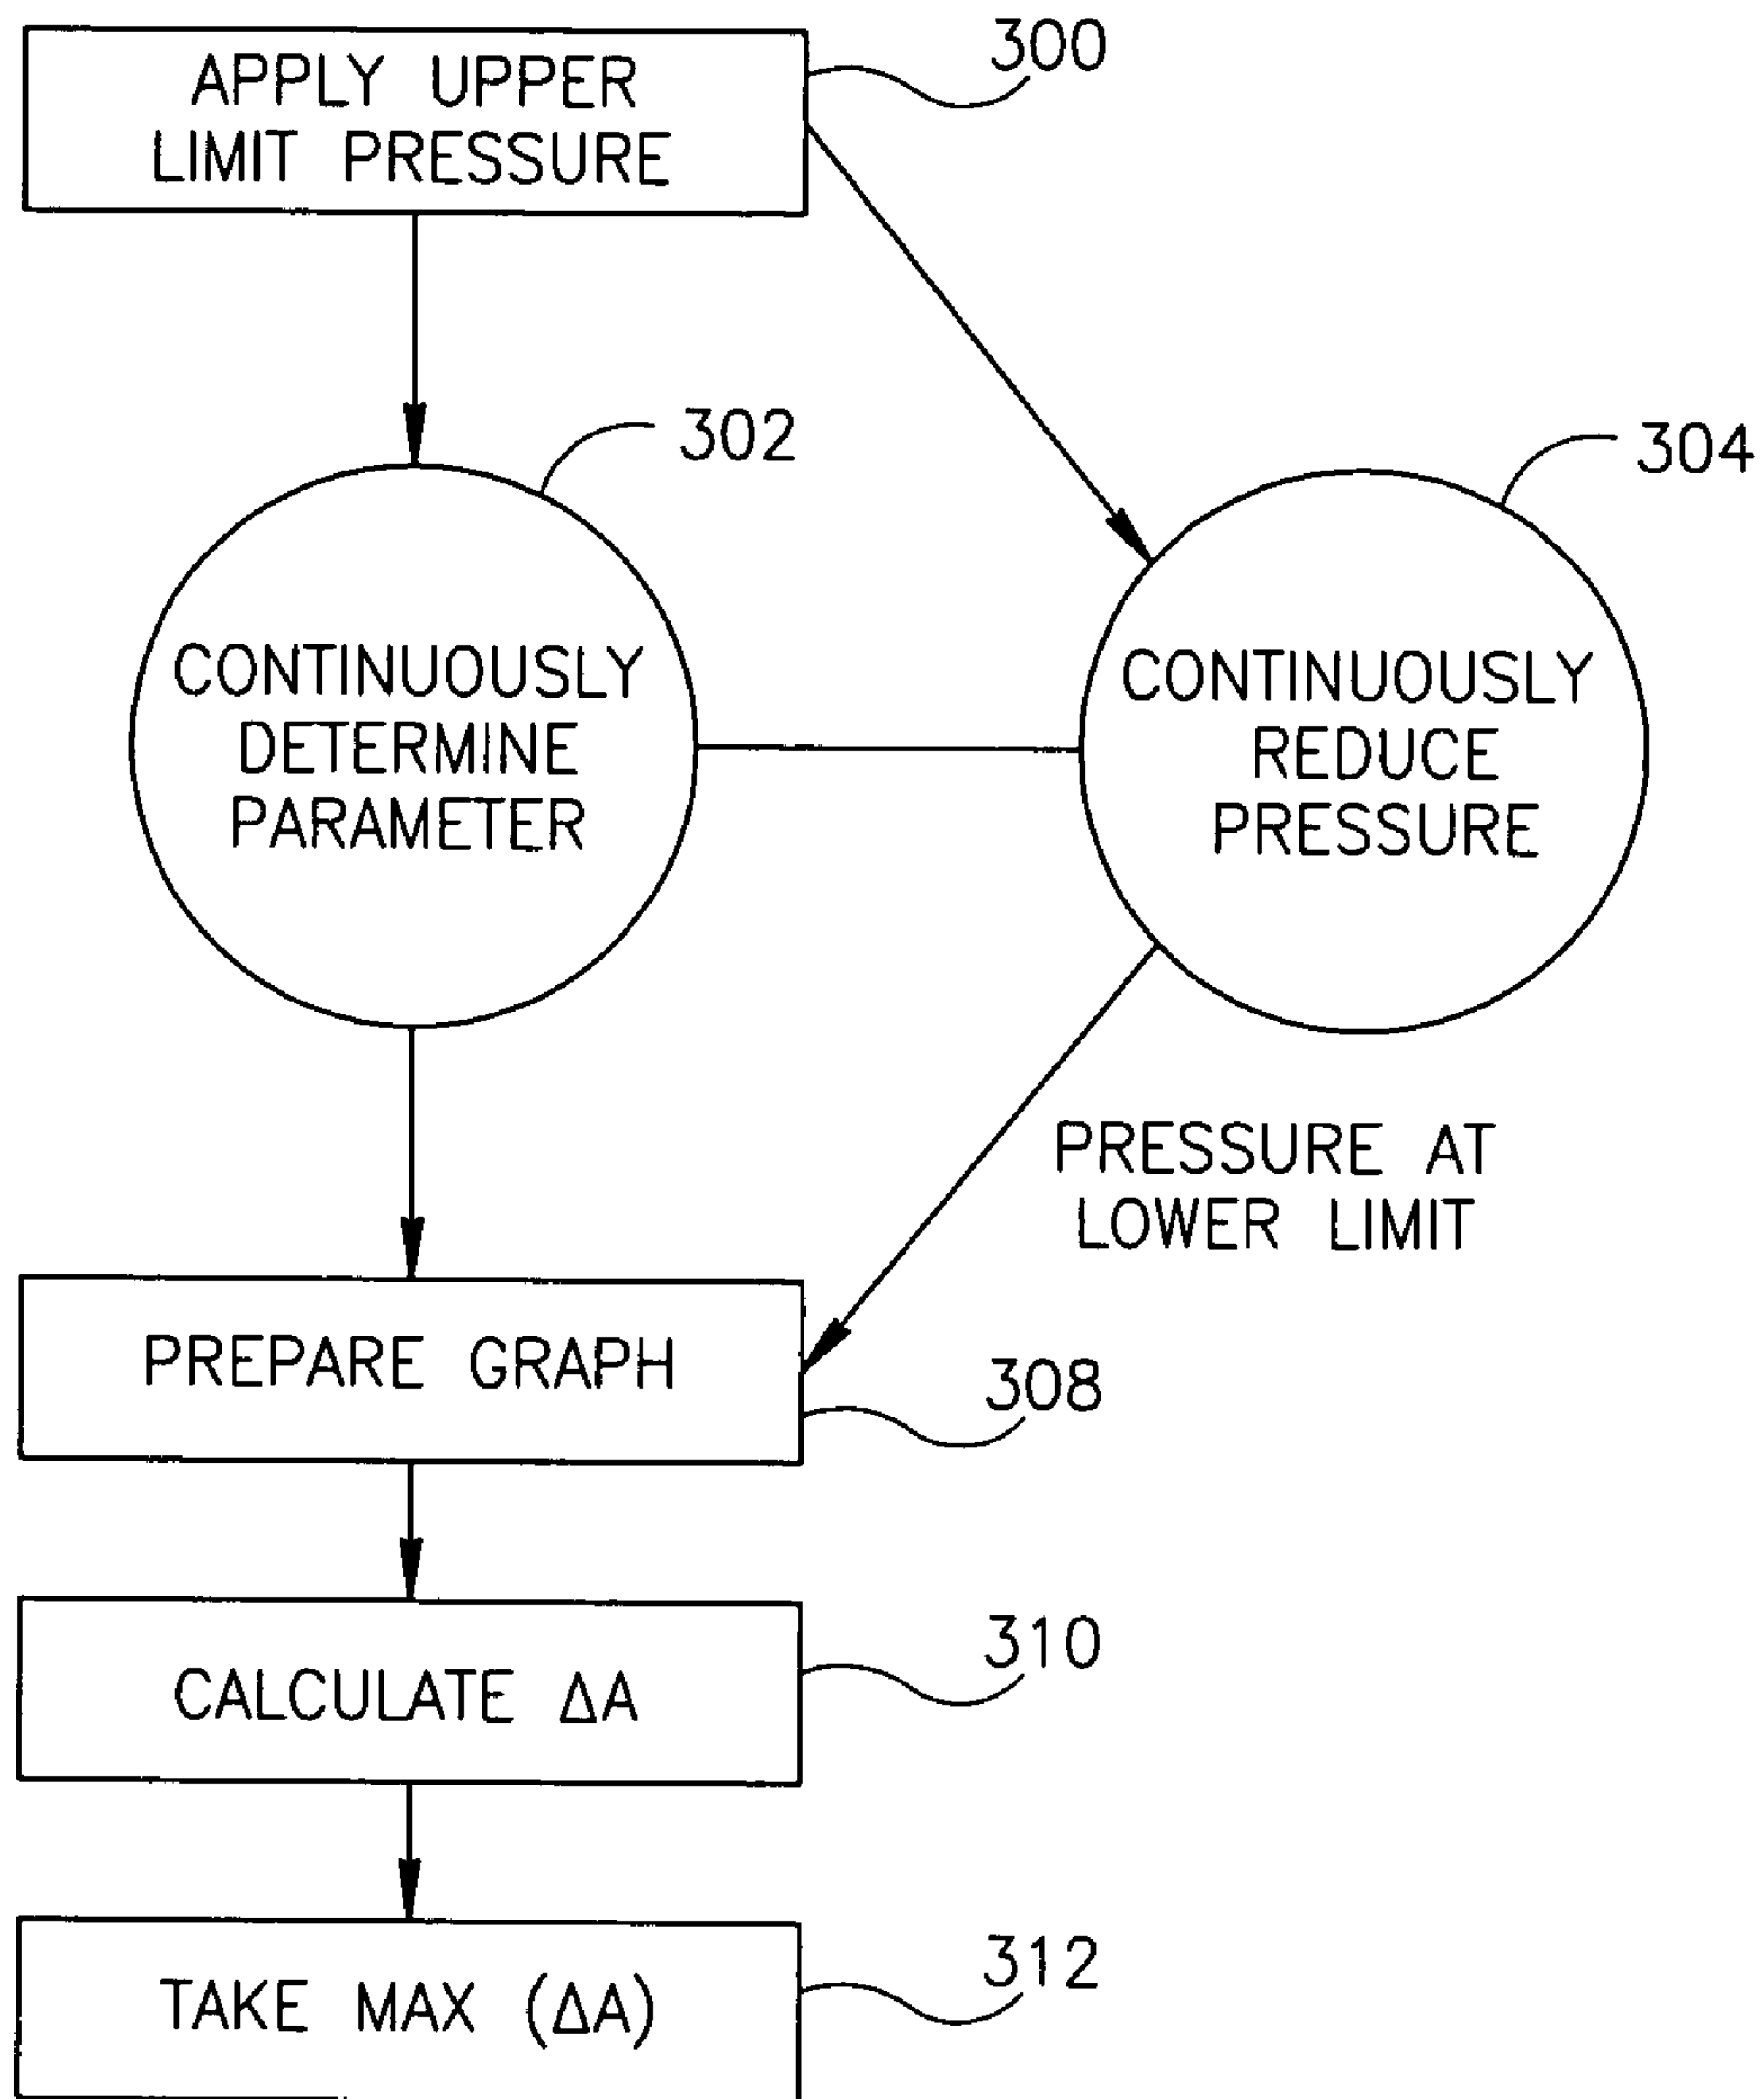 APPLY UPPER
LIMIT PRESSURE
300
302
304
CONTINUOUSLY
DETERMINE
PARAMETER
CONTINUOUSLY
REDUCE
PRESSURE
PRESSURE AT
LOWER LIMIT
PREPARE GRAPH
308
CALCULATE ΔA
310
TAKE MAX (ΔA)
312